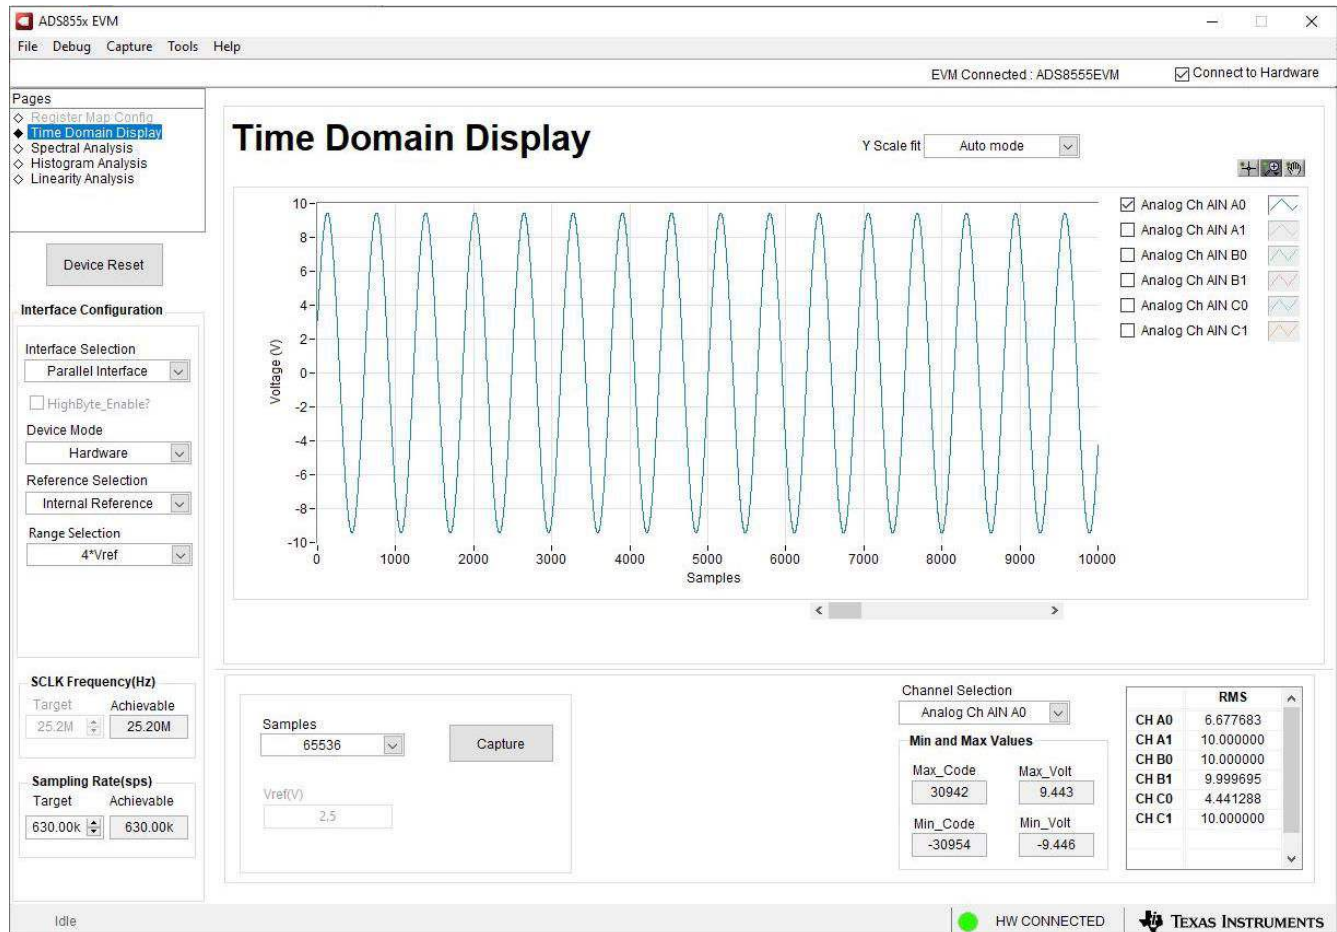 ADS855x EVM
File Debug Capture Tools Help
EVM Connected : ADS8555EVM Connect to Hardware
Pages
Register Map Config
Time Domain Display
Spectral Analysis
Histogram Analysis
Linearity Analysis
Device Reset
Interface Configuration
Interface Selection
Parallel Interface
HighByte_Enable?
Device Mode
Hardware
Reference Selection
Internal Reference
Range Selection
4*Vref
SCLK Frequency(Hz)
Target Achievable
25.2M 25.20M
Sampling Rate(sps)
Target Achievable
630.00k 630.00k
Time Domain Display
Y Scale fit Auto mode
10
8
6
4
2
0
-2
-4
-6
-8
-10
Voltage (V)
0 1000 2000 3000 4000 5000 6000 7000 8000 9000 10000
Samples
Analog Ch AIN A0
Analog Ch AIN A1
Analog Ch AIN B0
Analog Ch AIN B1
Analog Ch AIN C0
Analog Ch AIN C1
Samples
65536
Capture
Vref(V)
2.5
Channel Selection
Analog Ch AIN A0
Min and Max Values
Max_Code Max_Volt
30942 9.443
Min_Code Min_Volt
-30954 -9.446
RMS
CH A0 6.677683
CH A1 10.000000
CH B0 10.000000
CH B1 9.999695
CH C0 4.441288
CH C1 10.000000
Idle
HW CONNECTED
TEXAS INSTRUMENTS